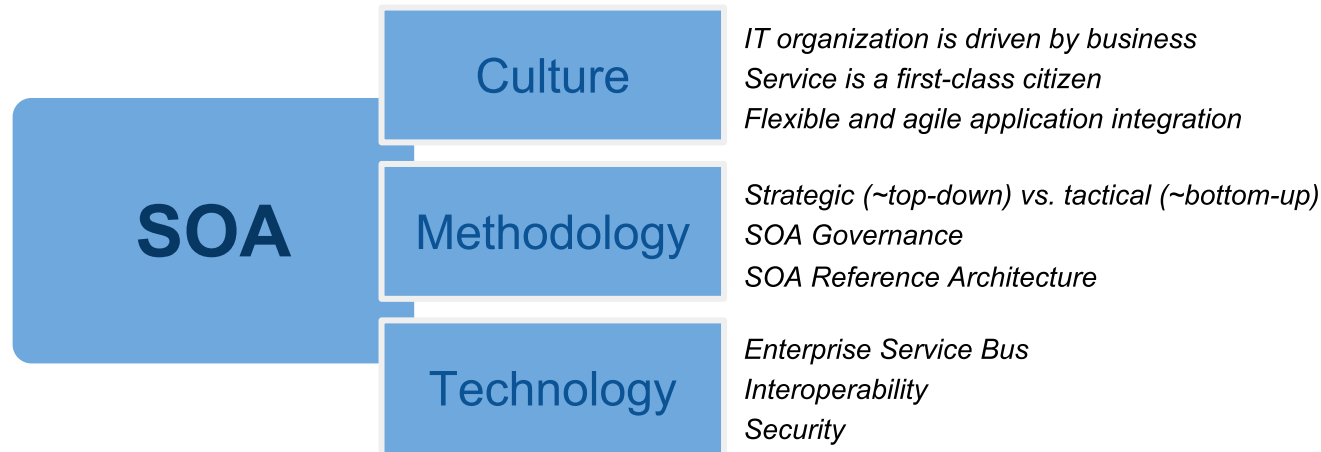 SOA
Culture
IT organization is driven by business
Service is a first-class citizen
Flexible and agile application integration
Methodology
Strategic (~top-down) vs. tactical (~bottom-up)
SOA Governance
SOA Reference Architecture
Technology
Enterprise Service Bus
Interoperability
Security